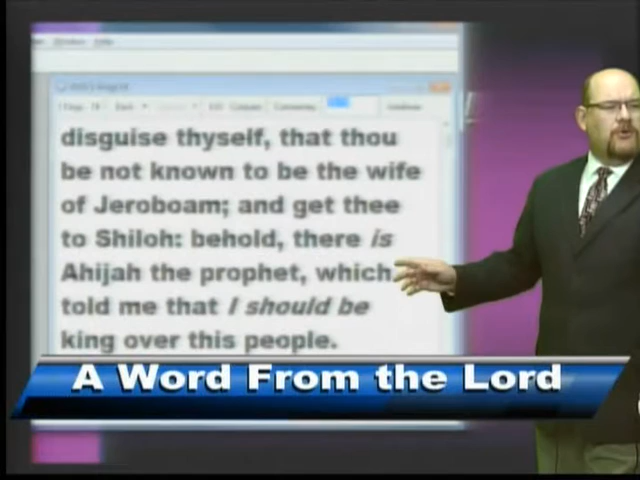 disguise thyself, that thou
be not known to be the wife
of Jeroboam; and get thee
to Shiloh: behold, there is
Ahijah the prophet, which
told me that I should be
king over this people.
A Word From the Lord